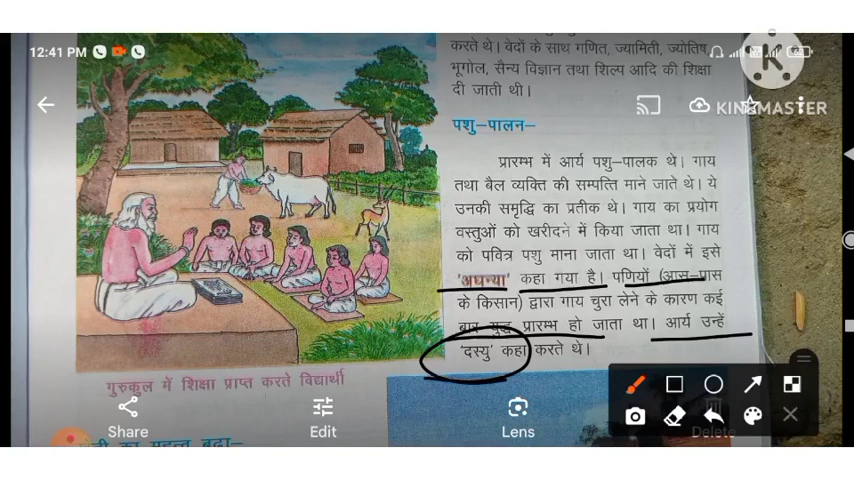 12:41 PM
करते थे। वेदों के साथ गणित, ज्यामिती, ज्योतिष,
भूगोल, सैन्य विज्ञान तथा शिल्प आदि की शिक्षा
दी जाती थी।
KINEMASTER
पशु-पालन-
प्रारम्भ में आर्य पशु-पालक थे। गाय
तथा बैल व्यक्ति की सम्पत्ति माने जाते थे। ये
उनकी समृद्धि का प्रतीक थे। गाय का प्रयोग
वस्तुओं को खरीदने में किया जाता था। गाय
को पवित्र पशु माना जाता था। वेदों में इसे
'अघन्या' कहा गया है। पणियों (आस-पास
के किसान) द्वारा गाय चुरा लेने के कारण कई
बार युद्ध प्रारम्भ हो जाता था। आर्य उन्हें
'दस्यु' कहा करते थे।
गुरुकुल में शिक्षा प्राप्त करते विद्यार्थी
Share
Edit
Lens
Delete
का महत्व बढ़ा-